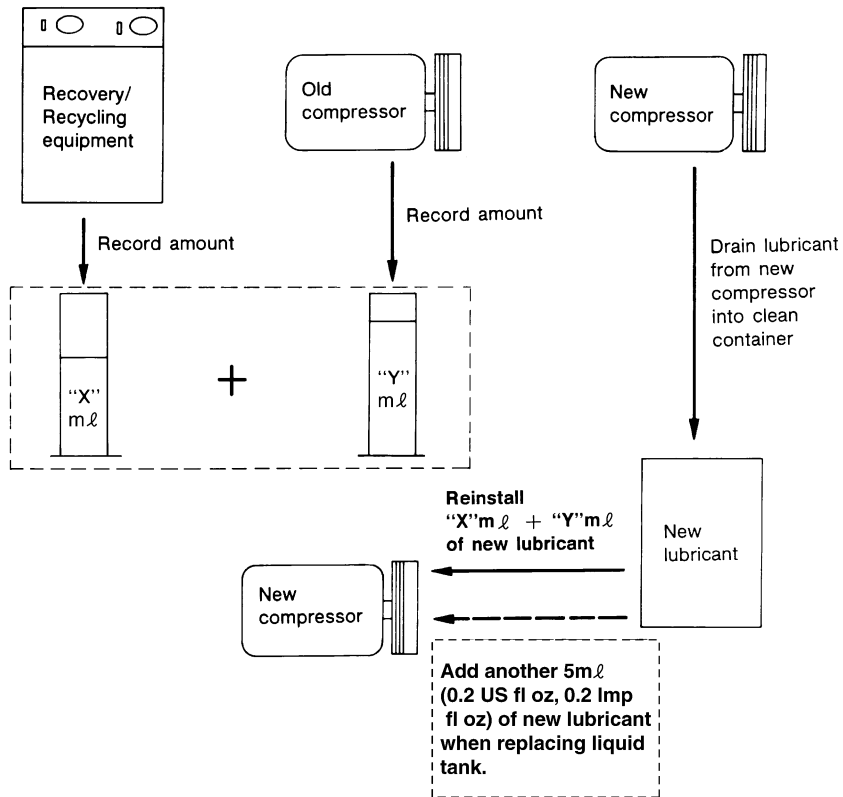 Recovery/
Recycling
equipment
Old
compressor
New
compressor
Record amount
Record amount
Drain lubricant
from new
compressor
into clean
container
“X”
mℓ
+
“Y”
mℓ
Reinstall
“X”mℓ + “Y”mℓ
of new lubricant
New
lubricant
New
compressor
Add another 5mℓ
(0.2 US fl oz, 0.2 Imp
fl oz) of new lubricant
when replacing liquid
tank.